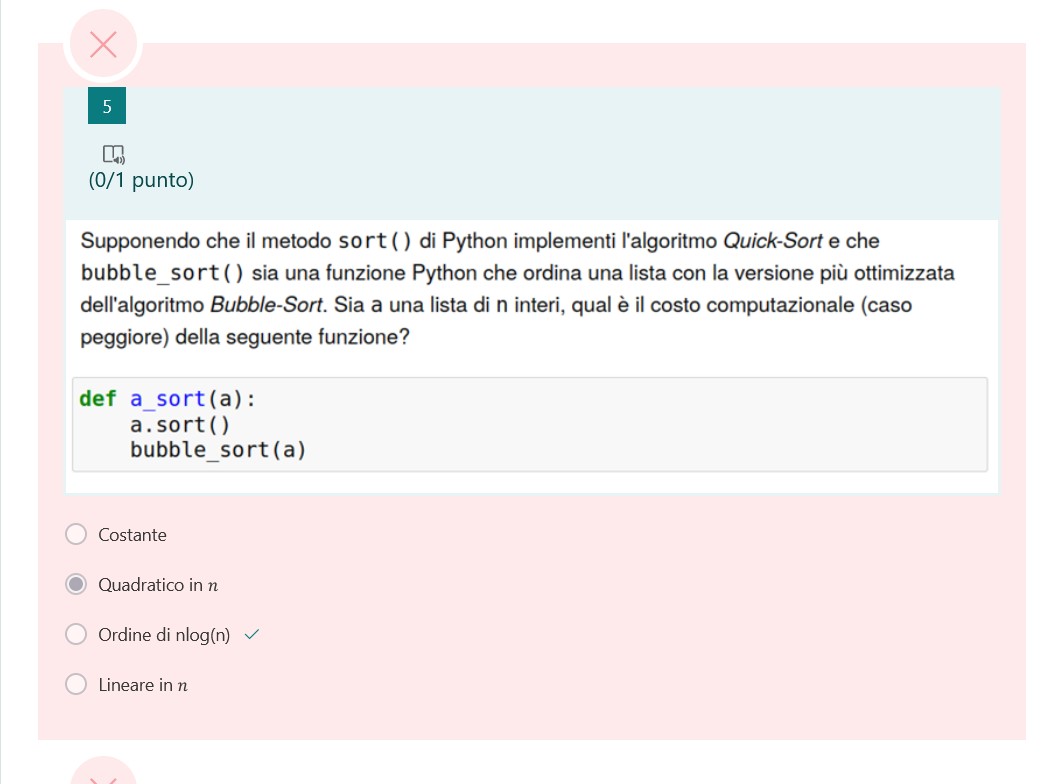 5
(0/1 punto)
Supponendo che il metodo sort() di Python implementi l'algoritmo Quick-Sort e che
bubble_sort() sia una funzione Python che ordina una lista con la versione più ottimizzata
dell'algoritmo Bubble-Sort. Sia a una lista di n interi, qual è il costo computazionale (caso
peggiore) della seguente funzione?
def a_sort(a):
    a.sort()
    bubble_sort(a)
Costante
Quadratico in n
Ordine di nlog(n)
Lineare in n